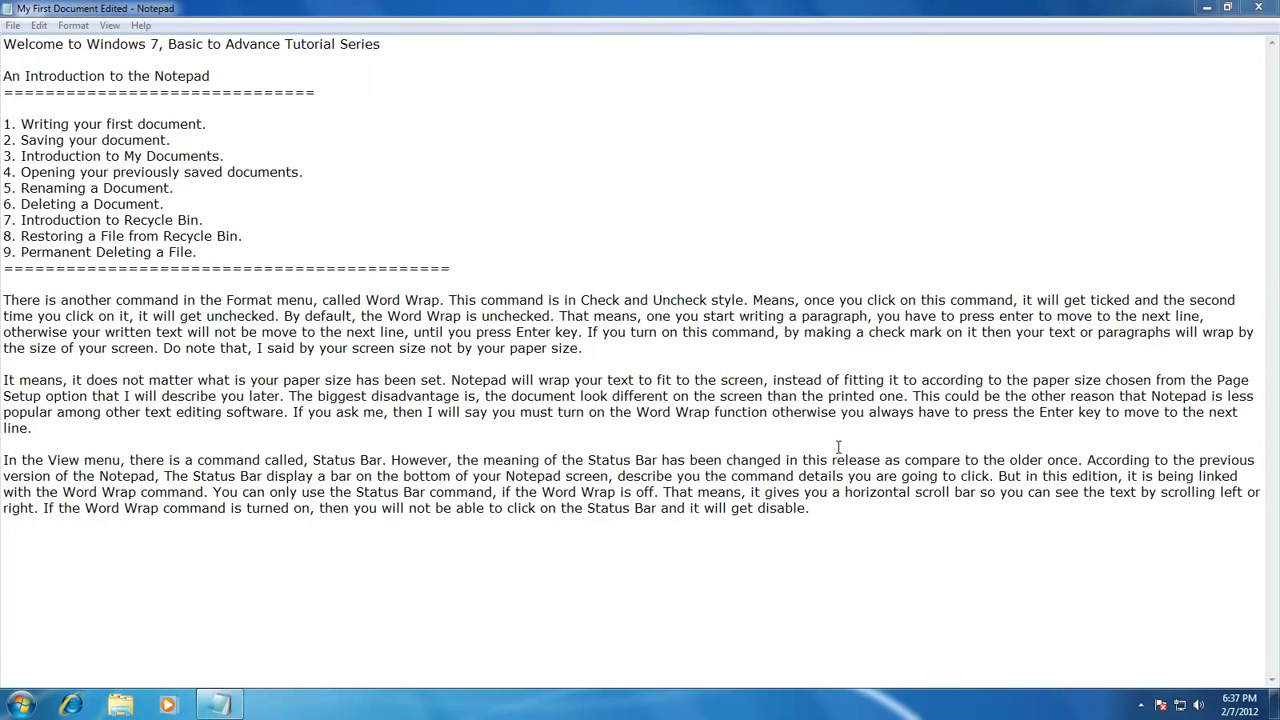 My First Document Edited - Notepad
File Edit Format View Help
Welcome to Windows 7, Basic to Advance Tutorial Series
An Introduction to the Notepad
==============================
1. Writing your first document.
2. Saving your document.
3. Introduction to My Documents.
4. Opening your previously saved documents.
5. Renaming a Document.
6. Deleting a Document.
7. Introduction to Recycle Bin.
8. Restoring a File from Recycle Bin.
9. Permanent Deleting a File.
===========================================
There is another command in the Format menu, called Word Wrap. This command is in Check and Uncheck style. Means, once you click on this command, it will get ticked and the second
time you click on it, it will get unchecked. By default, the Word Wrap is unchecked. That means, one you start writing a paragraph, you have to press enter to move to the next line,
otherwise your written text will not be move to the next line, until you press Enter key. If you turn on this command, by making a check mark on it then your text or paragraphs will wrap by
the size of your screen. Do note that, I said by your screen size not by your paper size.
It means, it does not matter what is your paper size has been set. Notepad will wrap your text to fit to the screen, instead of fitting it to according to the paper size chosen from the Page
Setup option that I will describe you later. The biggest disadvantage is, the document look different on the screen than the printed one. This could be the other reason that Notepad is less
popular among other text editing software. If you ask me, then I will say you must turn on the Word Wrap function otherwise you always have to press the Enter key to move to the next
line.
In the View menu, there is a command called, Status Bar. However, the meaning of the Status Bar has been changed in this release as compare to the older once. According to the previous
version of the Notepad, The Status Bar display a bar on the bottom of your Notepad screen, describe you the command details you are going to click. But in this edition, it is being linked
with the Word Wrap command. You can only use the Status Bar command, if the Word Wrap is off. That means, it gives you a horizontal scroll bar so you can see the text by scrolling left or
right. If the Word Wrap command is turned on, then you will not be able to click on the Status Bar and it will get disable.
6:37 PM
2/7/2012